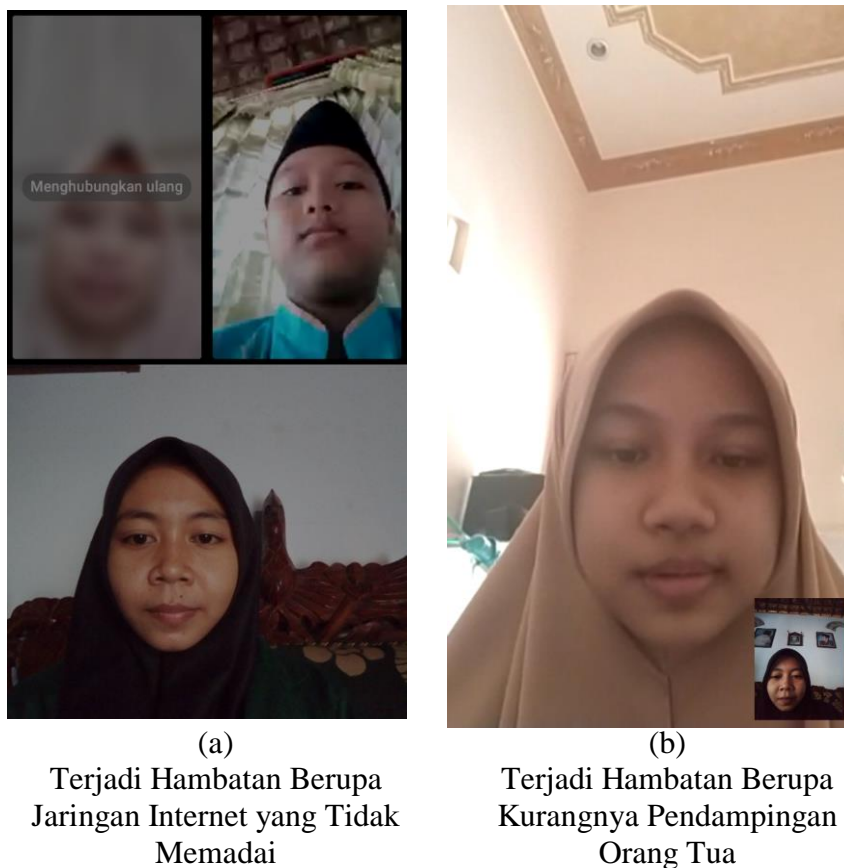 Menghubungkan ulang
(a)
Terjadi Hambatan Berupa
Jaringan Internet yang Tidak
Memadai
(b)
Terjadi Hambatan Berupa
Kurangnya Pendampingan
Orang Tua